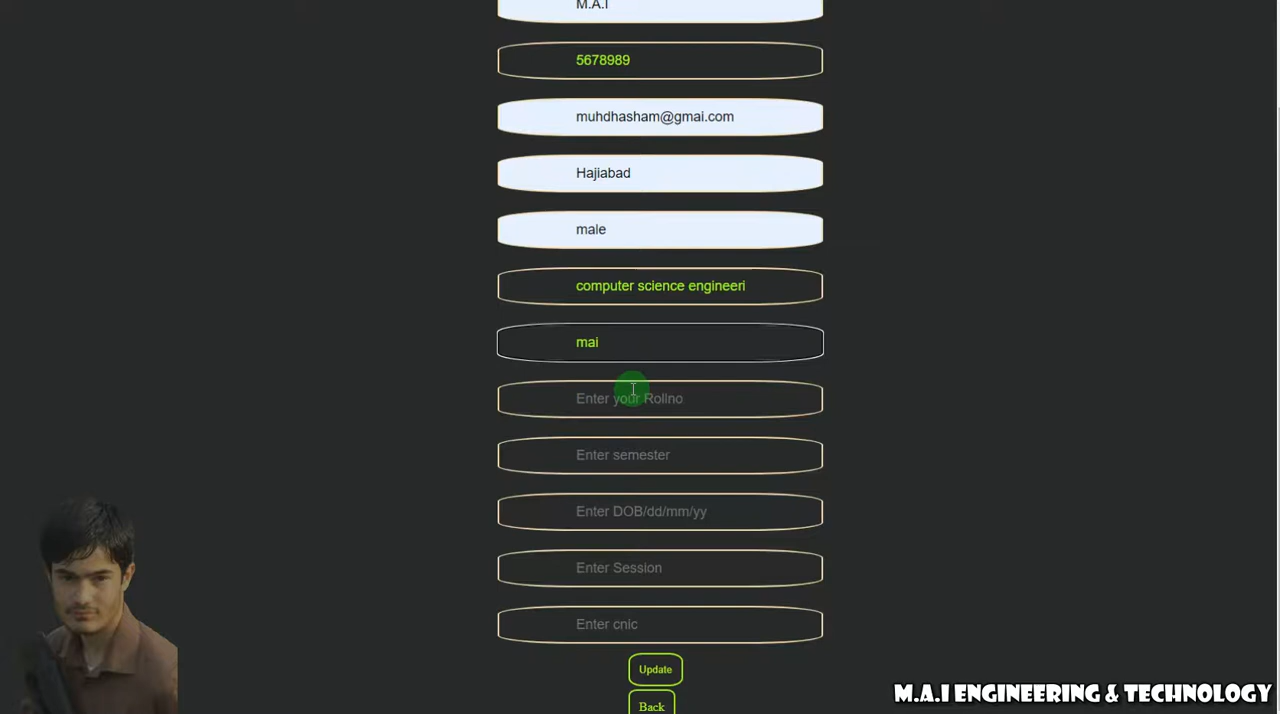 M.A.I
5678989
muhdhasham@gmai.com
Hajiabad
male
computer science engineeri
mai
Enter your Rollno
Enter semester
Enter DOB/dd/mm/yy
Enter Session
Enter cnic
Update
Back
M.A.I ENGINEERING & TECHNOLOGY